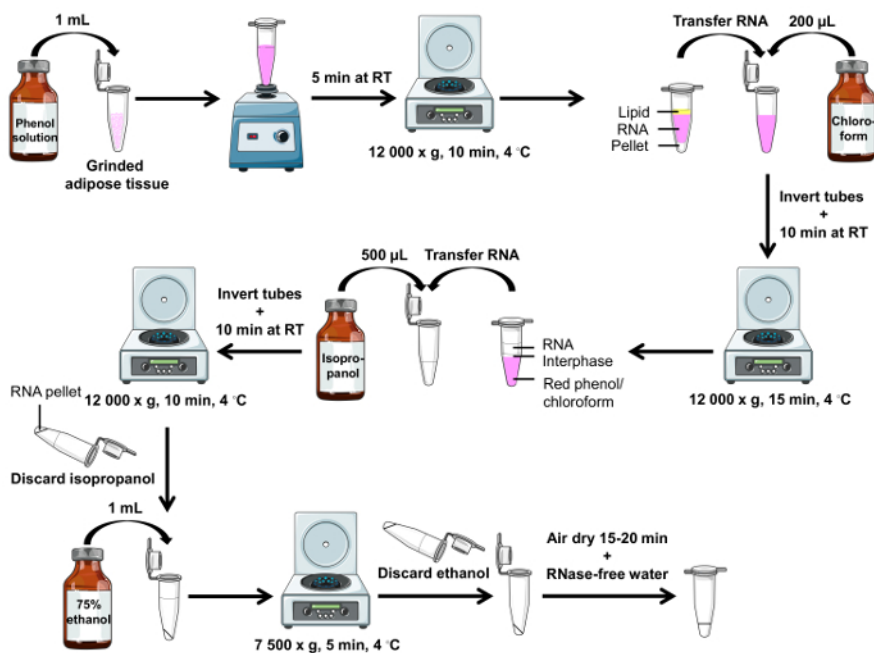 1 mL
Phenol
solution
Grinded
adipose tissue
5 min at RT
12 000 x g, 10 min, 4 °C
Transfer RNA
200 µL
Lipid
RNA
Pellet
Chloro-
form
Invert tubes
+
10 min at RT
12 000 x g, 15 min, 4 °C
500 µL
Transfer RNA
Isopro-
panol
RNA
Interphase
Red phenol/
chloroform
Invert tubes
+
10 min at RT
12 000 x g, 10 min, 4 °C
RNA pellet
Discard isopropanol
1 mL
75%
ethanol
7 500 x g, 5 min, 4 °C
Discard ethanol
Air dry 15-20 min
+
RNase-free water